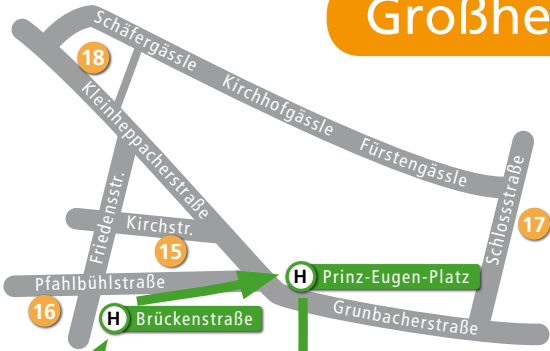 Großhe
Schäfergässle
18
Kirchhofgässle
Kleinheppacherstraße
Fürstengässle
Schlossstraße
Friedensstr.
Kirchstr.
17
15
H Prinz-Eugen-Platz
Pfahlbühlstraße
16
H Brückenstraße
Grunbacherstraße